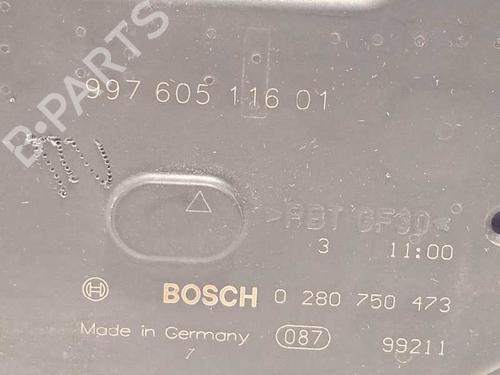 B-PARTS
997 605 116 01
>PBT GF30<
3 11:00
BOSCH 0 280 750 473
Made in Germany 087 99211
7